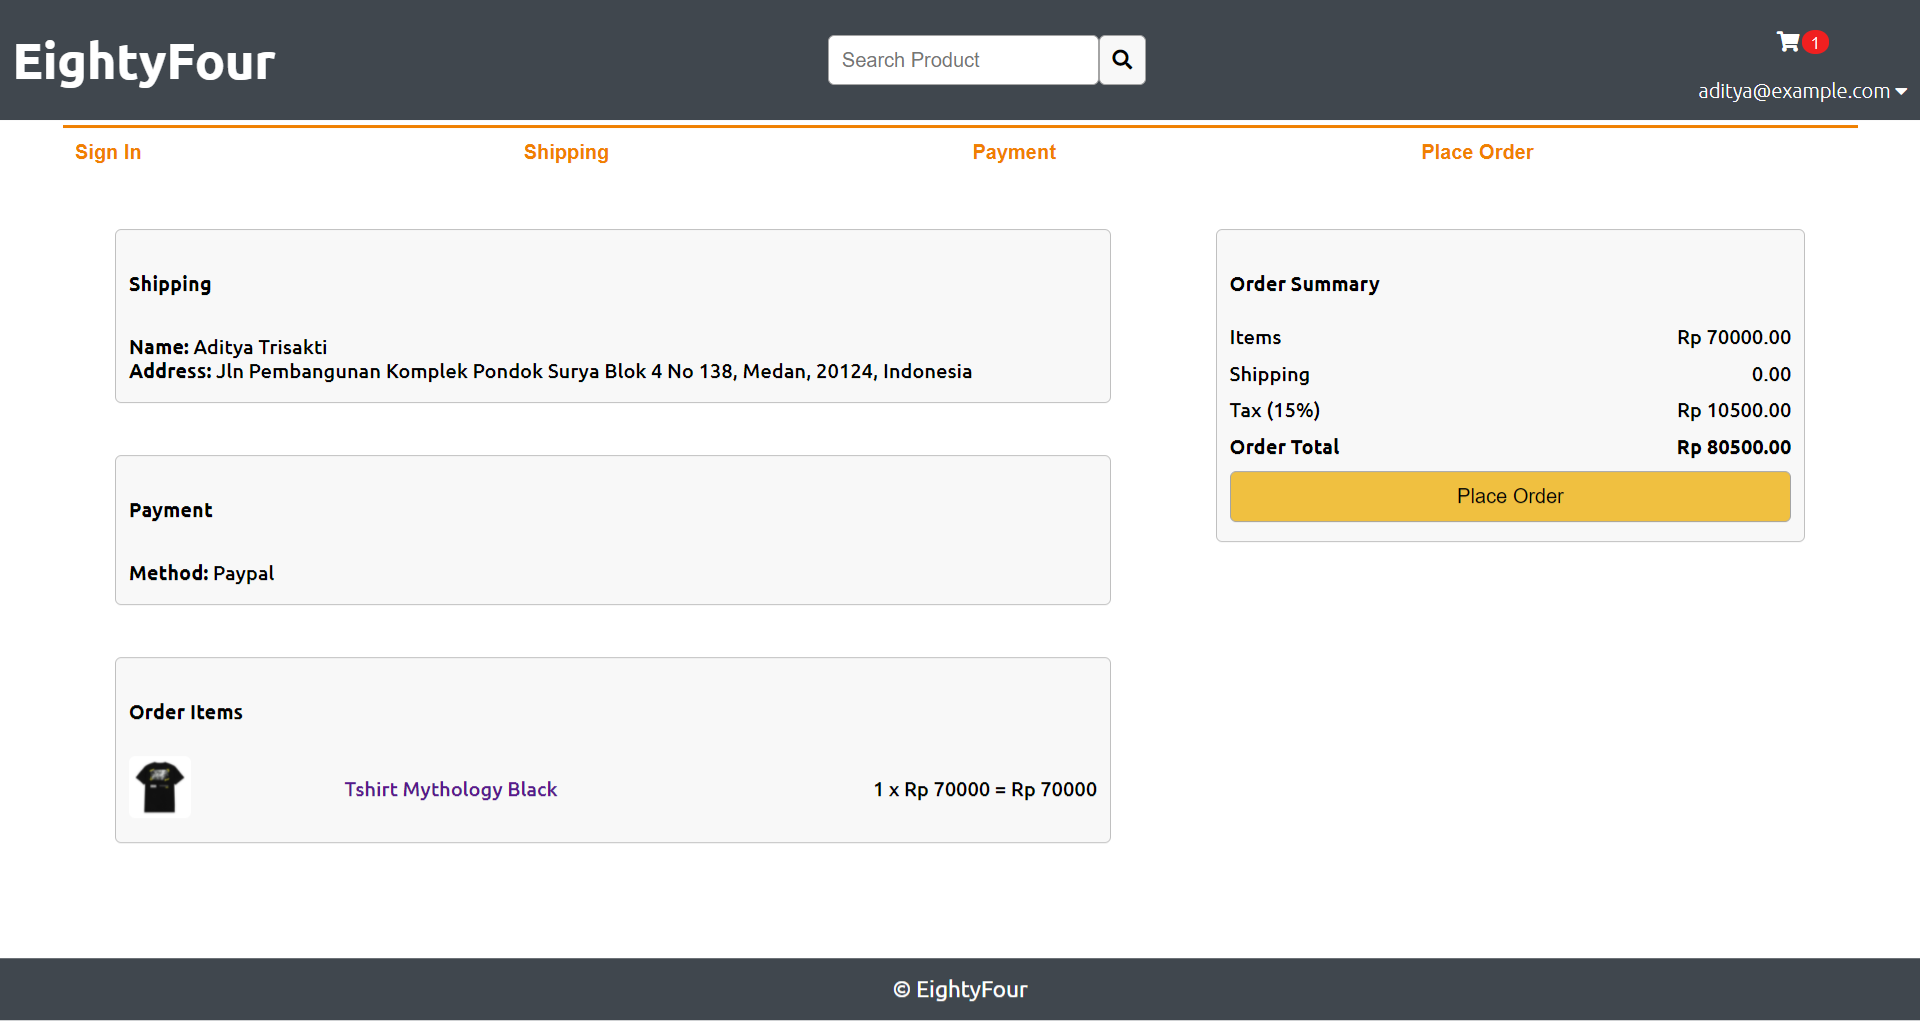 EightyFour
Search Product
1
aditya@example.com
Sign In
Shipping
Payment
Place Order
Shipping
Name: Aditya Trisakti
Address: Jln Pembangunan Komplek Pondok Surya Blok 4 No 138, Medan, 20124, Indonesia
Payment
Method: Paypal
Order Items
Tshirt Mythology Black
1 x Rp 70000 = Rp 70000
Order Summary
Items Rp 70000.00
Shipping 0.00
Tax (15%) Rp 10500.00
Order Total Rp 80500.00
Place Order
© EightyFour